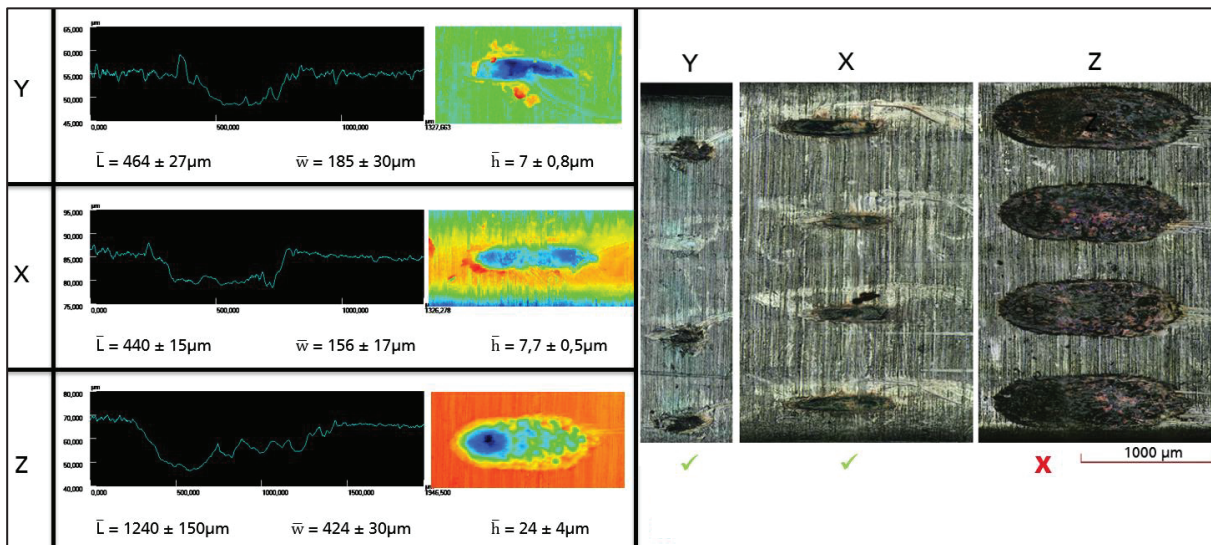 Y
µm
65,000
60,000
55,000
50,000
45,000
0,000 500,000 1000,000 µm
1327,663
L̄ = 464 ± 27µm w̄ = 185 ± 30µm h̄ = 7 ± 0,8µm
X
µm
95,000
90,000
85,000
80,000
75,000
0,000 500,000 1000,000 µm
1326,278
L̄ = 440 ± 15µm w̄ = 156 ± 17µm h̄ = 7,7 ± 0,5µm
Z
µm
80,000
70,000
60,000
50,000
40,000
0,000 500,000 1000,000 1500,000 µm
1946,500
L̄ = 1240 ± 150µm w̄ = 424 ± 30µm h̄ = 24 ± 4µm
Y X Z
Z
✓ ✓ X
1000 µm